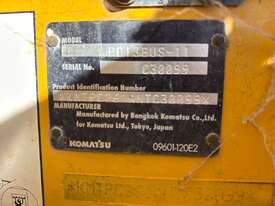 MODEL
PC138US-11
SERIAL No.
C30099
Product Identification Number
MANUFACTURER
Manufactured by Bangkok Komatsu Co., Ltd.
for Komatsu Ltd., Tokyo, Japan
KOMATSU
09601-120E2